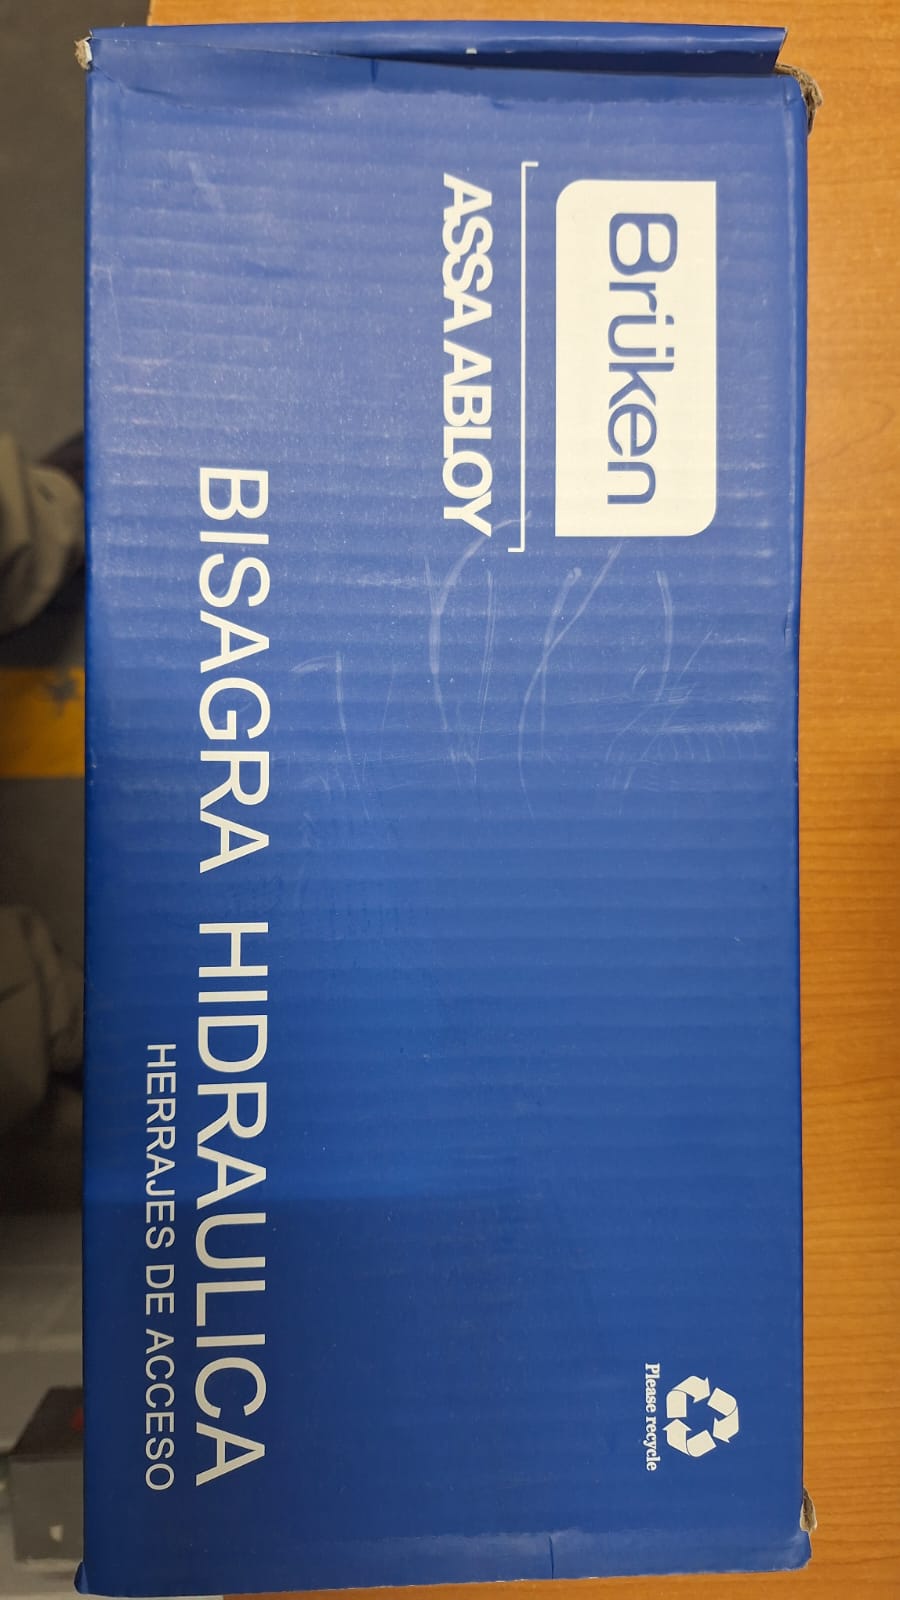 Brüken
ASSA ABLOY
Please recycle
BISAGRA HIDRAULICA
HERRAJES DE ACCESO